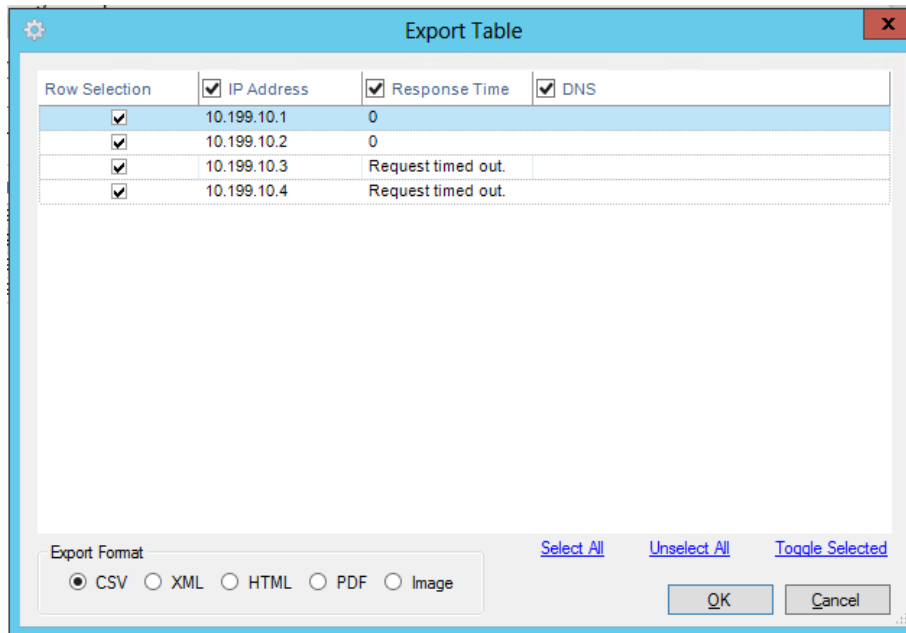 Export Table
x
Row Selection IP Address Response Time DNS
10.199.10.1 0
10.199.10.2 0
10.199.10.3 Request timed out.
10.199.10.4 Request timed out.
Select All Unselect All Toggle Selected
Export Format
CSV XML HTML PDF Image
OK Cancel